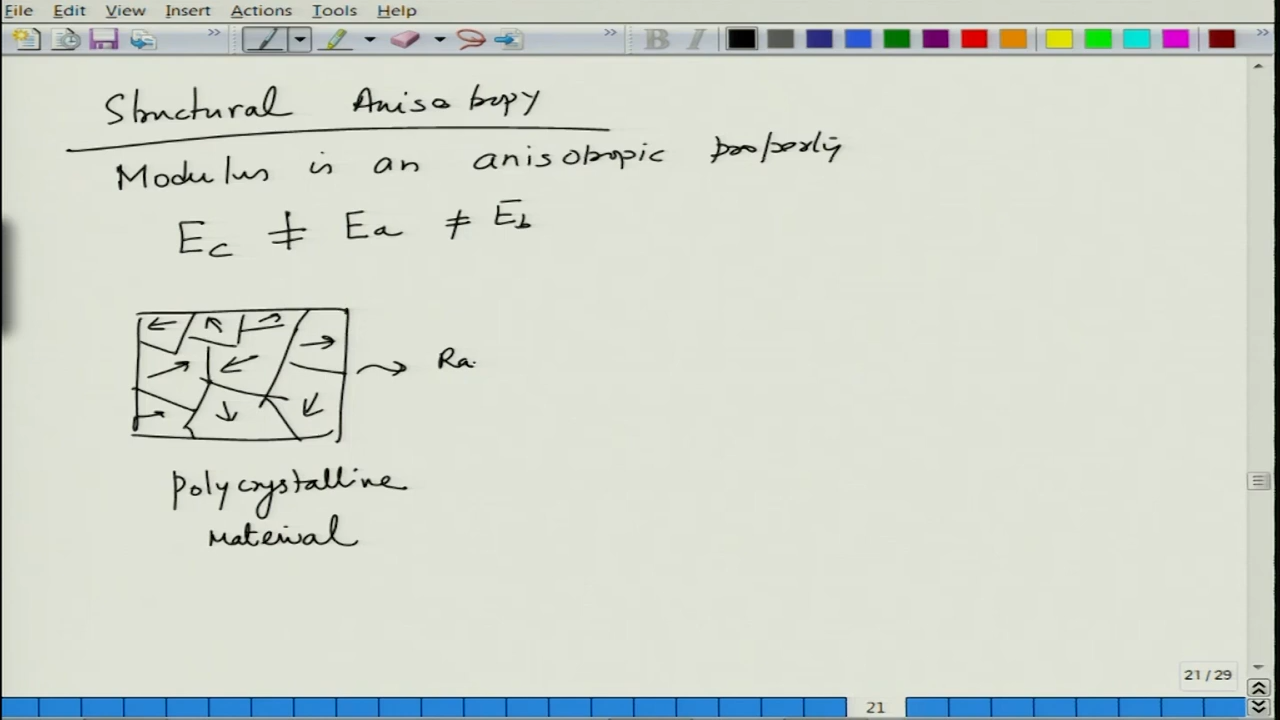 File Edit View Insert Actions Tools Help
B I
Structural Anisotropy
Modulus is an anisotropic property
Ec ≠ Ea ≠ Eb
Ra
Polycrystalline
material
21 / 29
21